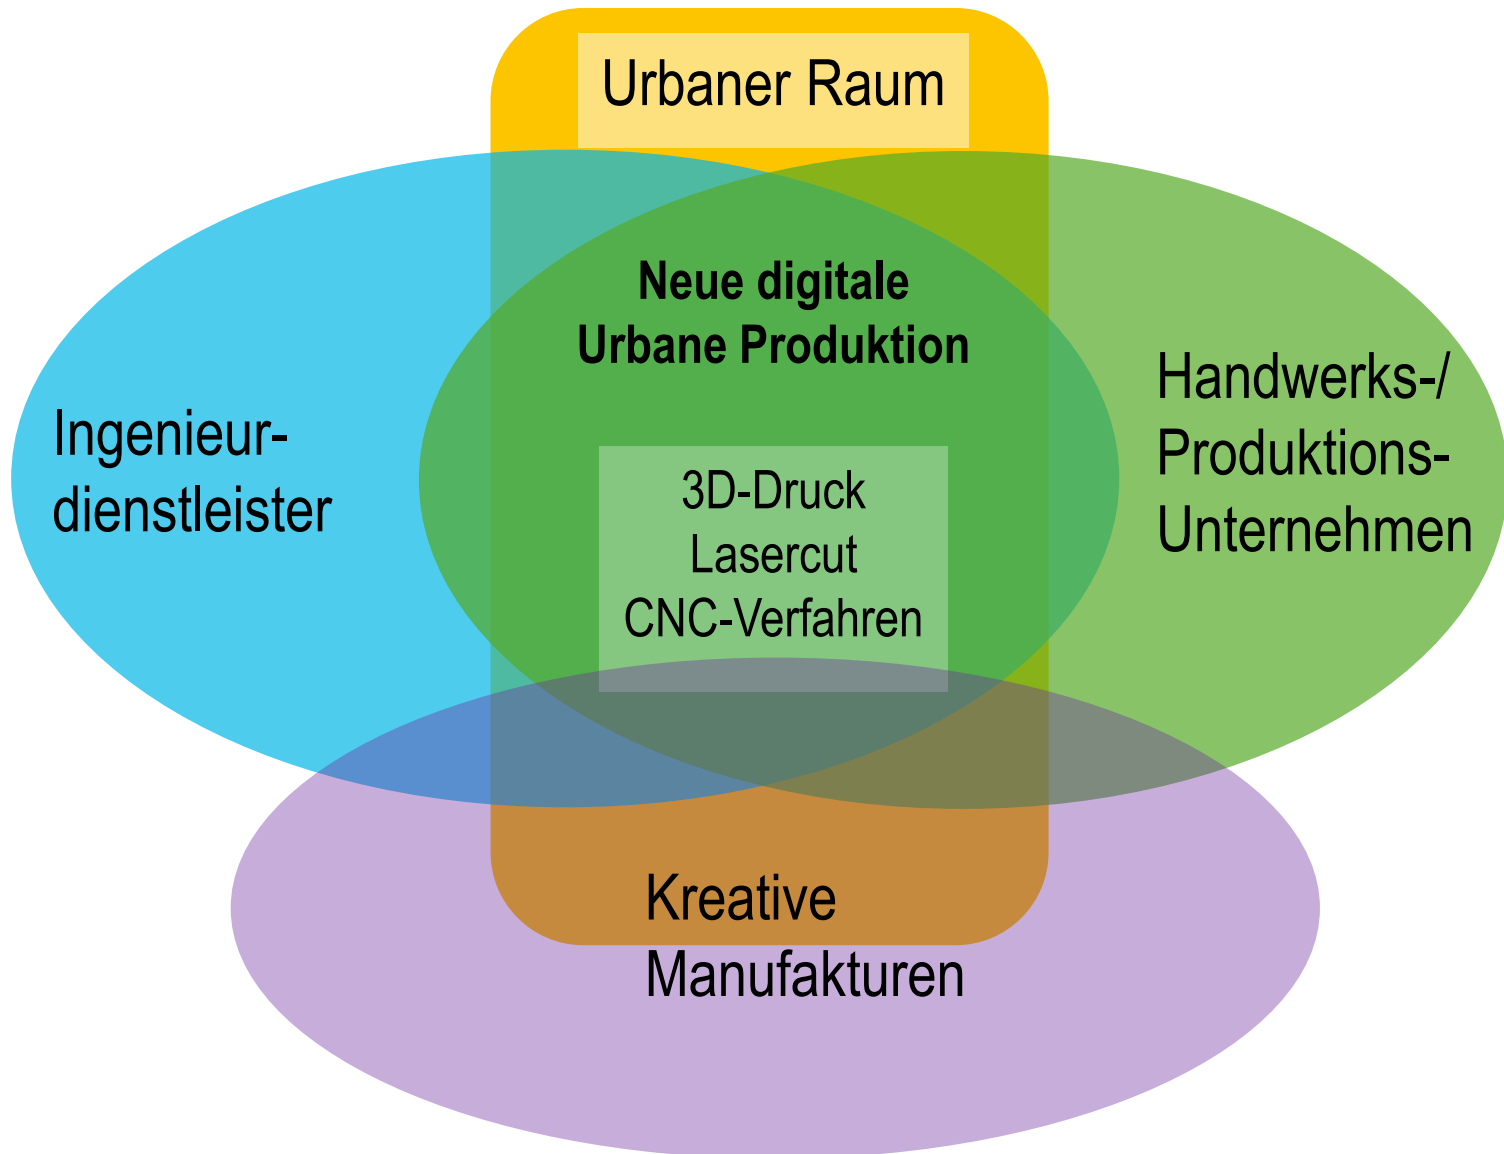 Urbaner Raum
Neue digitale
Urbane Produktion
Ingenieur-
dienstleister
3D-Druck
Lasercut
CNC-Verfahren
Handwerks-/
Produktions-
Unternehmen
Kreative
Manufakturen